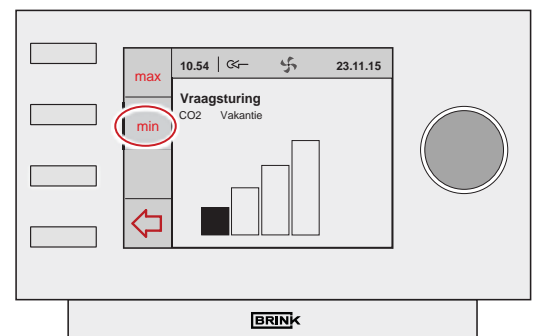 max
10.54 23.11.15
Vraagsturing
min
CO2 Vakantie
BRINK